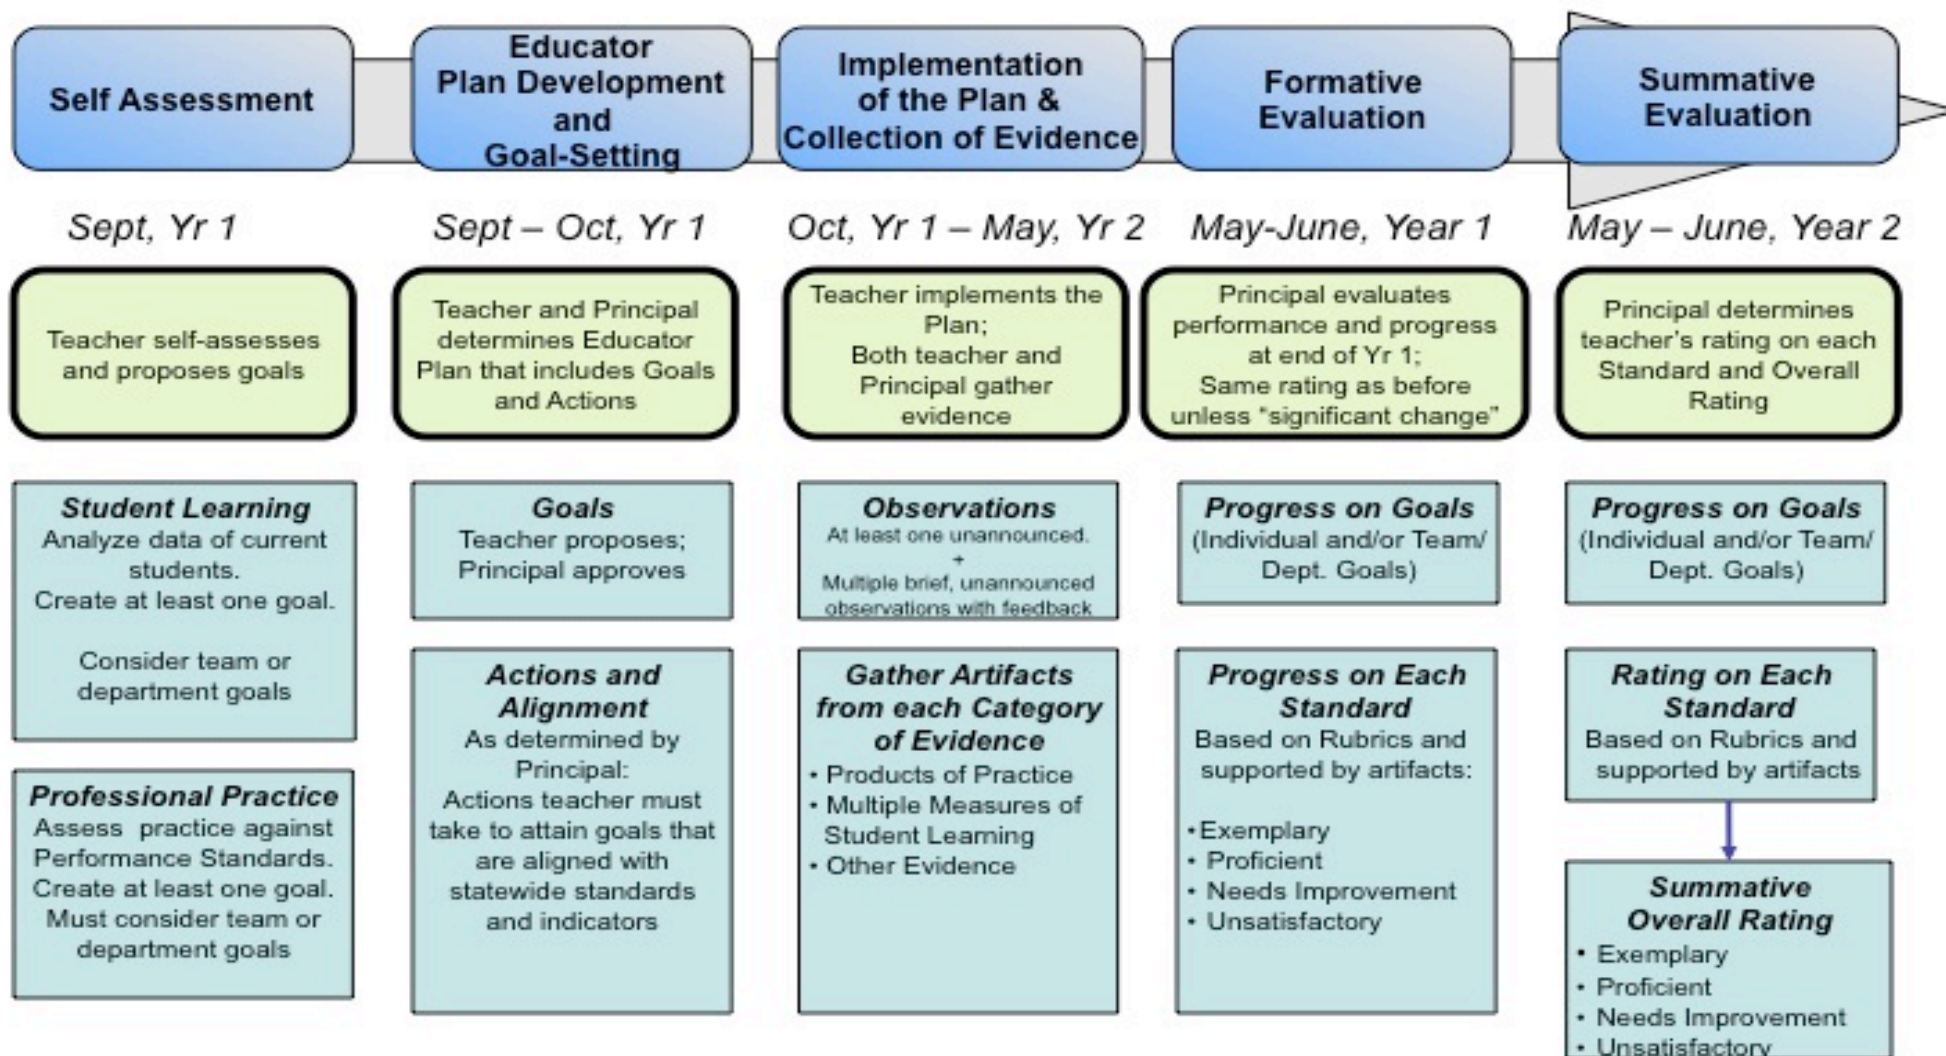 Self Assessment
Educator
Plan Development
and
Goal-Setting
Implementation
of the Plan &
Collection of Evidence
Formative
Evaluation
Summative
Evaluation
Sept, Yr 1
Sept – Oct, Yr 1
Oct, Yr 1 – May, Yr 2
May-June, Year 1
May – June, Year 2
Teacher self-assesses
and proposes goals
Teacher and Principal
determines Educator
Plan that includes Goals
and Actions
Teacher implements the
Plan;
Both teacher and
Principal gather
evidence
Principal evaluates
performance and progress
at end of Yr 1;
Same rating as before
unless “significant change”
Principal determines
teacher’s rating on each
Standard and Overall
Rating
Student Learning
Analyze data of current
students.
Create at least one goal.
Consider team or
department goals
Professional Practice
Assess practice against
Performance Standards.
Create at least one goal.
Must consider team or
department goals
Goals
Teacher proposes;
Principal approves
Actions and
Alignment
As determined by
Principal:
Actions teacher must
take to attain goals that
are aligned with
statewide standards
and indicators
Observations
At least one unannounced.
+
Multiple brief, unannounced
observations with feedback
Gather Artifacts
from each Category
of Evidence
• Products of Practice
• Multiple Measures of
Student Learning
• Other Evidence
Progress on Goals
(Individual and/or Team/
Dept. Goals)
Progress on Each
Standard
Based on Rubrics and
supported by artifacts:
• Exemplary
• Proficient
• Needs Improvement
• Unsatisfactory
Progress on Goals
(Individual and/or Team/
Dept. Goals)
Rating on Each
Standard
Based on Rubrics and
supported by artifacts
Summative
Overall Rating
• Exemplary
• Proficient
• Needs Improvement
• Unsatisfactory